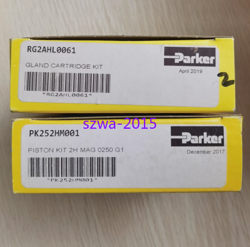 RG2AHL0061
GLAND CARTRIDGE KIT
*RG2AHL0061*
Parker
April 2019
2
szwa-2015
PK252HM001
PISTON KIT 2H MAG 0250 G1
*PK252HM001*
Parker
December 2017